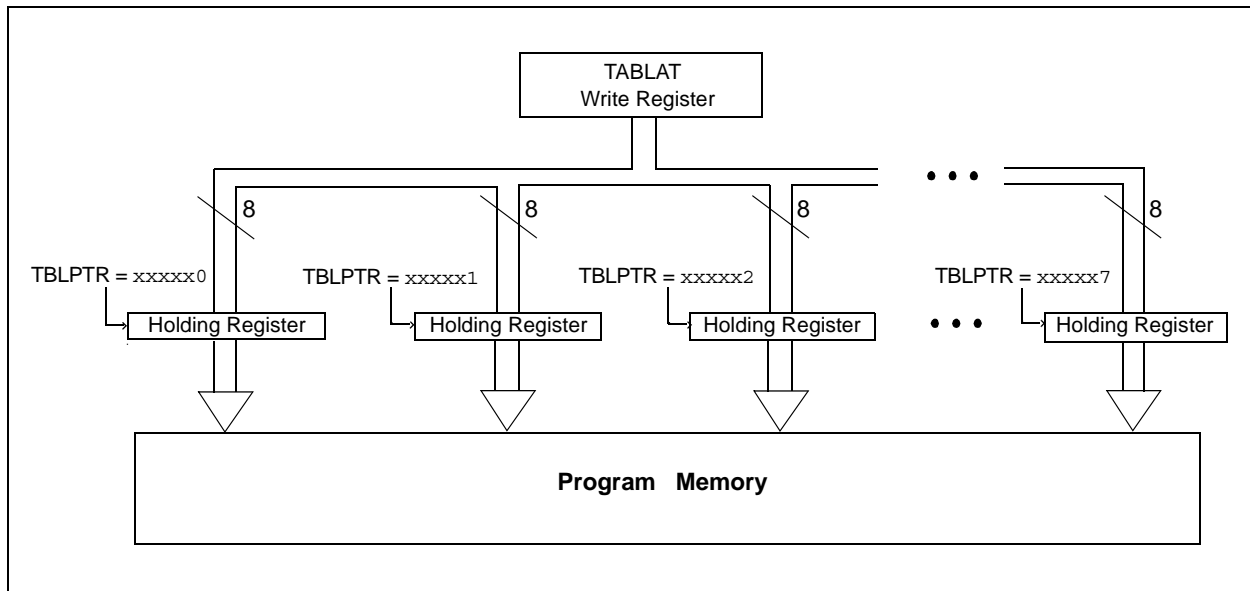 TABLAT
Write Register
• • •
8
8
8
8
TBLPTR = xxxxx0
TBLPTR = xxxxx1
TBLPTR = xxxxx2
TBLPTR = xxxxx7
Holding Register
Holding Register
Holding Register
• • •
Holding Register
Program Memory